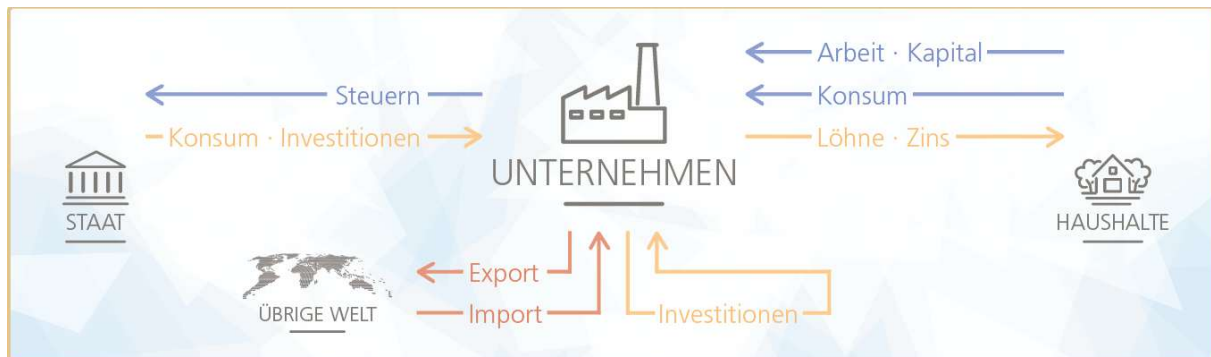 Arbeit · Kapital
Steuern
Konsum
Konsum · Investitionen
Löhne · Zins
UNTERNEHMEN
STAAT
HAUSHALTE
Export
ÜBRIGE WELT
Import
Investitionen